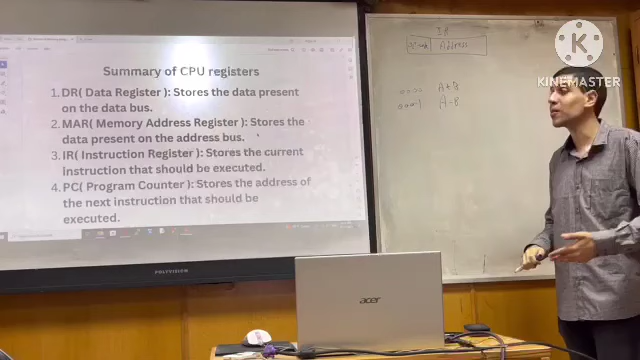 Summary of CPU registers
1. DR( Data Register ): Stores the data present
on the data bus.
2. MAR( Memory Address Register ): Stores the
data present on the address bus.
3. IR( Instruction Register ): Stores the current
instruction that should be executed.
4. PC( Program Counter ): Stores the address of
the next instruction that should be
executed.
POLYVISION
IR
Address
0000 A+B
0001 A-B
K
KINEMASTER
acer